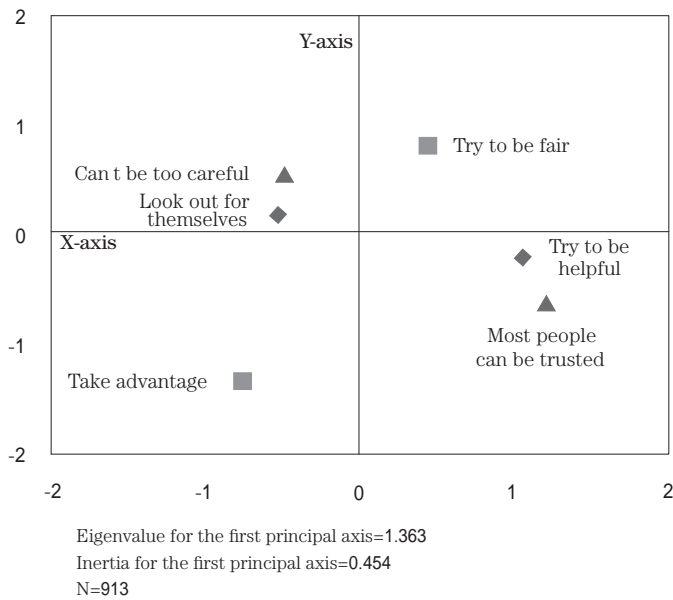 2
Y-axis
1
Try to be fair
Can t be too careful
Look out for
themselves
0
X-axis
Try to be
helpful
-1
Most people
can be trusted
Take advantage
-2
-2 -1 0 1 2
Eigenvalue for the first principal axis=1.363
Inertia for the first principal axis=0.454
N=913